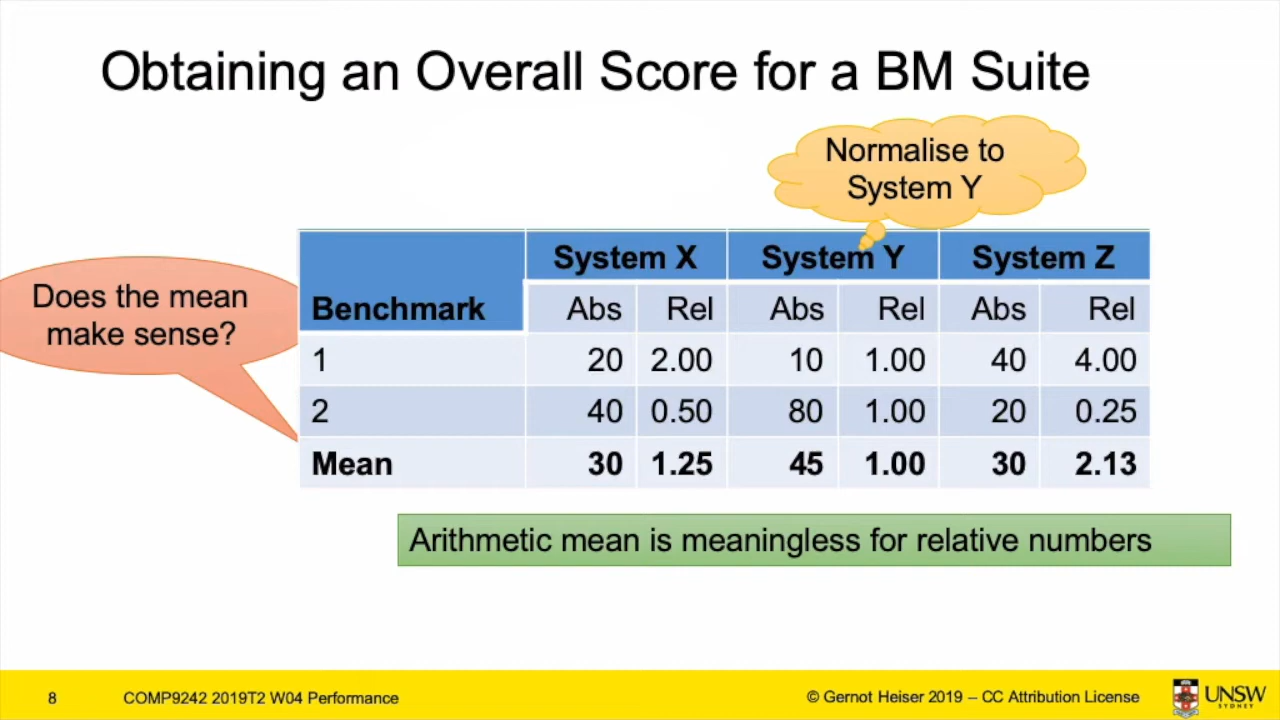 Obtaining an Overall Score for a BM Suite
Normalise to
System Y
Does the mean
make sense?
System X System Y System Z
Benchmark Abs Rel Abs Rel Abs Rel
1 20 2.00 10 1.00 40 4.00
2 40 0.50 80 1.00 20 0.25
Mean 30 1.25 45 1.00 30 2.13
Arithmetic mean is meaningless for relative numbers
8 COMP9242 2019T2 W04 Performance © Gernot Heiser 2019 – CC Attribution License UNSW
SYDNEY